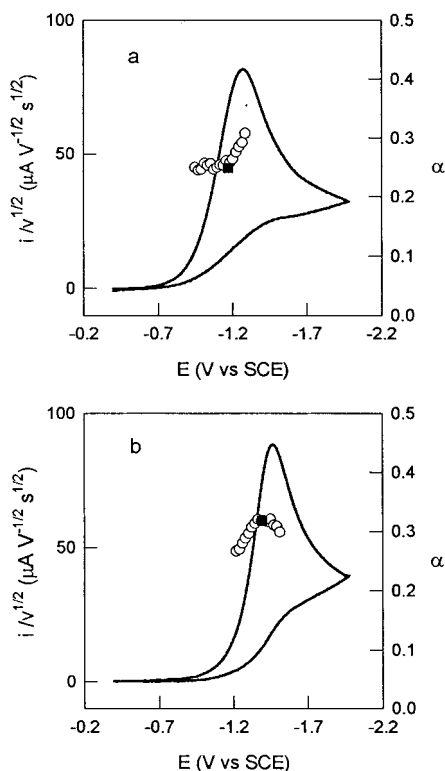 a
100
50
0
0.5
0.4
0.3
0.2
0.1
0.0
i /v^1/2 (μA V^-1/2 s^1/2)
α
-0.2 -0.7 -1.2 -1.7 -2.2
E (V vs SCE)
b
100
50
0
0.5
0.4
0.3
0.2
0.1
0.0
i /v^1/2 (μA V^-1/2 s^1/2)
α
-0.2 -0.7 -1.2 -1.7 -2.2
E (V vs SCE)